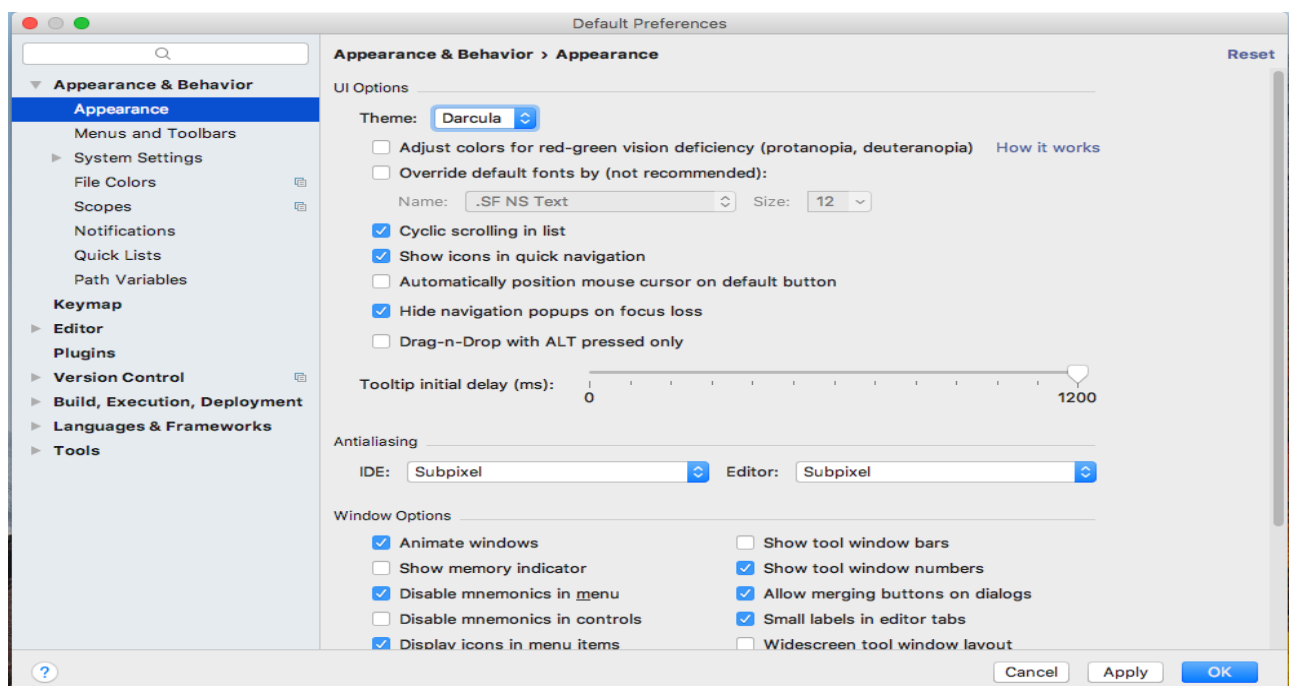 Default Preferences
Appearance & Behavior
Appearance
Menus and Toolbars
System Settings
File Colors
Scopes
Notifications
Quick Lists
Path Variables
Keymap
Editor
Plugins
Version Control
Build, Execution, Deployment
Languages & Frameworks
Tools
Appearance & Behavior › Appearance Reset
UI Options
Theme: Darcula
Adjust colors for red-green vision deficiency (protanopia, deuteranopia) How it works
Override default fonts by (not recommended):
Name: .SF NS Text Size: 12
Cyclic scrolling in list
Show icons in quick navigation
Automatically position mouse cursor on default button
Hide navigation popups on focus loss
Drag-n-Drop with ALT pressed only
Tooltip initial delay (ms):
0 1200
Antialiasing
IDE: Subpixel Editor: Subpixel
Window Options
Animate windows Show tool window bars
Show memory indicator Show tool window numbers
Disable mnemonics in menu Allow merging buttons on dialogs
Disable mnemonics in controls Small labels in editor tabs
Display icons in menu items Widescreen tool window layout
? Cancel Apply OK